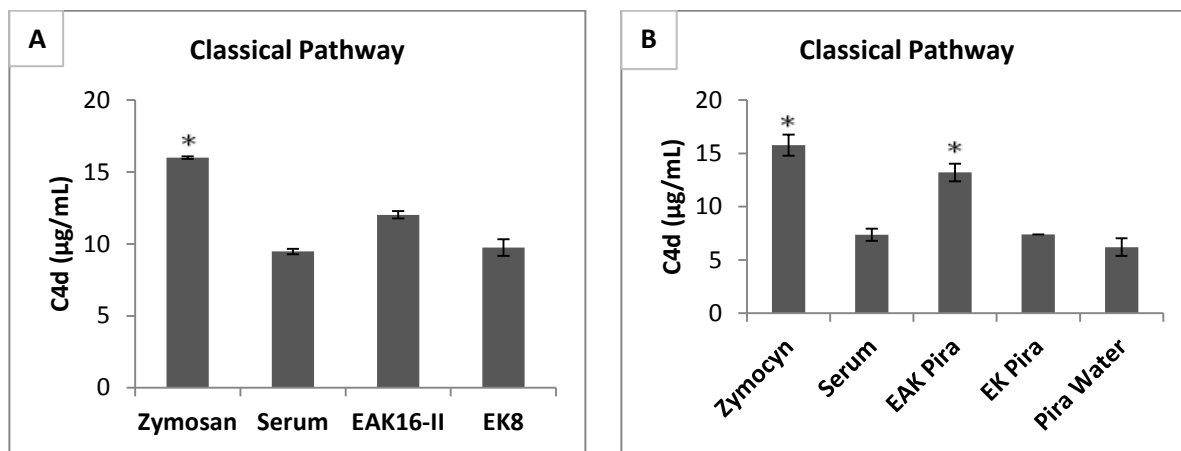 A
Classical Pathway
20
15
10
5
0
C4d (µg/mL)
*
Zymosan Serum EAK16-II EK8
B
Classical Pathway
20
15
10
5
0
C4d (µg/mL)
* *
Zymocyn Serum EAK Pira EK Pira Pira Water